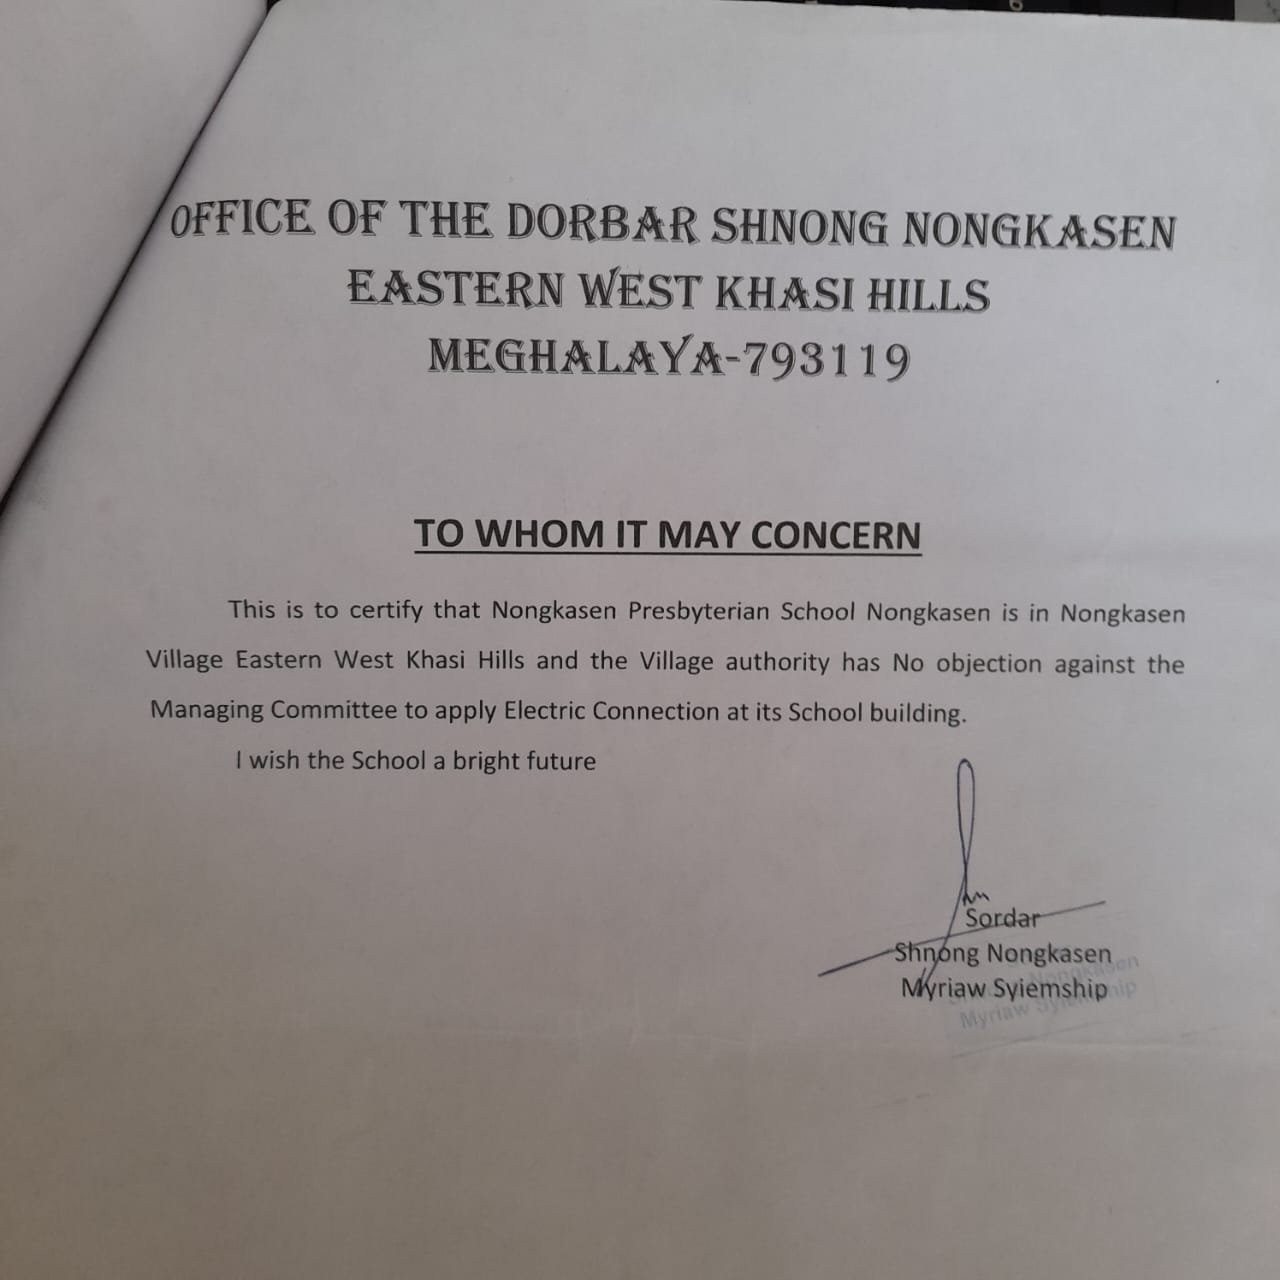 OFFICE OF THE DORBAR SHNONG NONGKASEN
EASTERN WEST KHASI HILLS
MEGHALAYA-793119
TO WHOM IT MAY CONCERN
This is to certify that Nongkasen Presbyterian School Nongkasen is in Nongkasen
Village Eastern West Khasi Hills and the Village authority has No objection against the
Managing Committee to apply Electric Connection at its School building.
I wish the School a bright future
Sordar
Shnong Nongkasen
Myriaw Syiemship
Nongkasen
Myriaw Syiemship